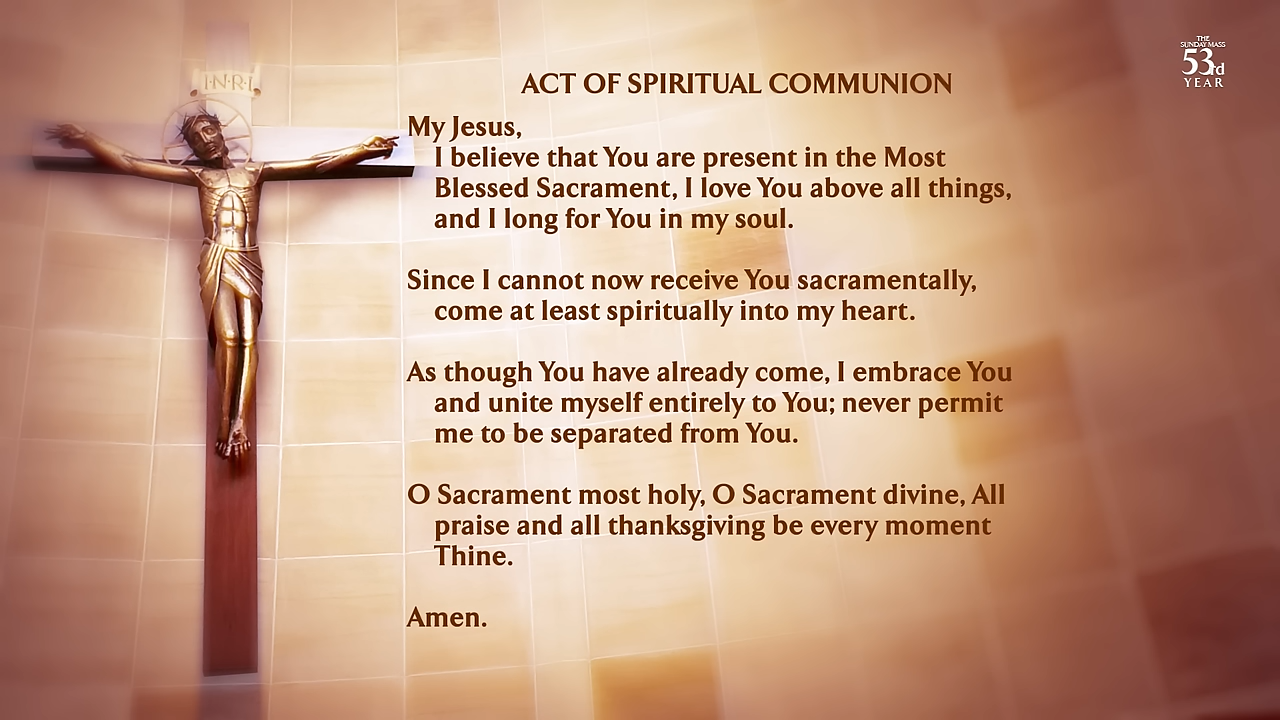 I·N·R·I
THE
SUNDAY MASS
53rd
YEAR
ACT OF SPIRITUAL COMMUNION
My Jesus,
I believe that You are present in the Most
Blessed Sacrament, I love You above all things,
and I long for You in my soul.
Since I cannot now receive You sacramentally,
come at least spiritually into my heart.
As though You have already come, I embrace You
and unite myself entirely to You; never permit
me to be separated from You.
O Sacrament most holy, O Sacrament divine, All
praise and all thanksgiving be every moment
Thine.
Amen.